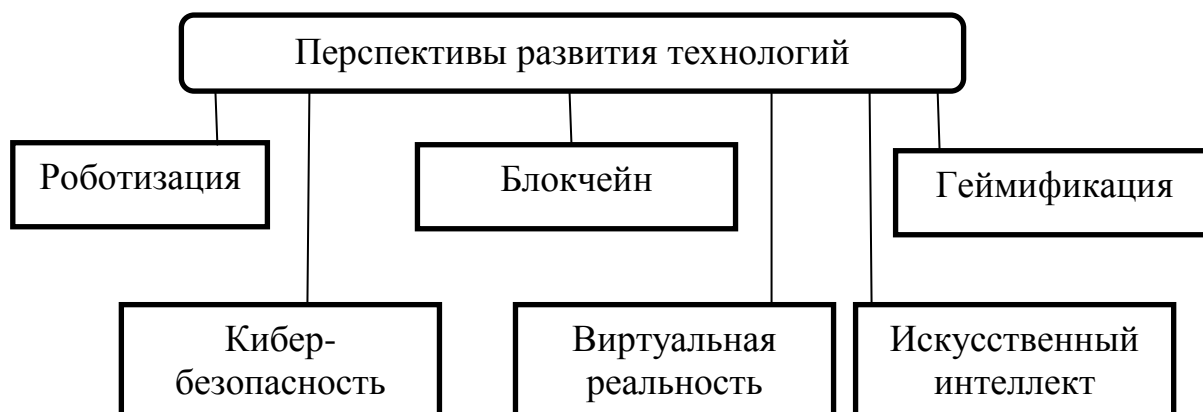 Перспективы развития технологий
Роботизация
Блокчейн
Геймификация
Кибер-
безопасность
Виртуальная
реальность
Искусственный
интеллект